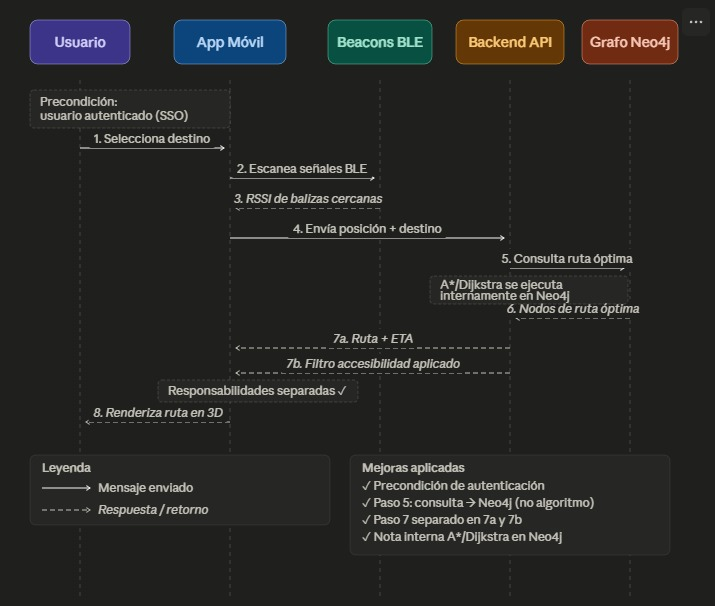 ...
Usuario
App Móvil
Beacons BLE
Backend API
Grafo Neo4j
Precondición:
usuario autenticado (SSO)
1. Selecciona destino
2. Escanea señales BLE
3. RSSI de balizas cercanas
4. Envía posición + destino
5. Consulta ruta óptima
A*/Dijkstra se ejecuta
internamente en Neo4j
6. Nodos de ruta óptima
7a. Ruta + ETA
7b. Filtro accesibilidad aplicado
Responsabilidades separadas ✓
8. Renderiza ruta en 3D
Leyenda
Mensaje enviado
Respuesta / retorno
Mejoras aplicadas
✓ Precondición de autenticación
✓ Paso 5: consulta → Neo4j (no algoritmo)
✓ Paso 7 separado en 7a y 7b
✓ Nota interna A*/Dijkstra en Neo4j